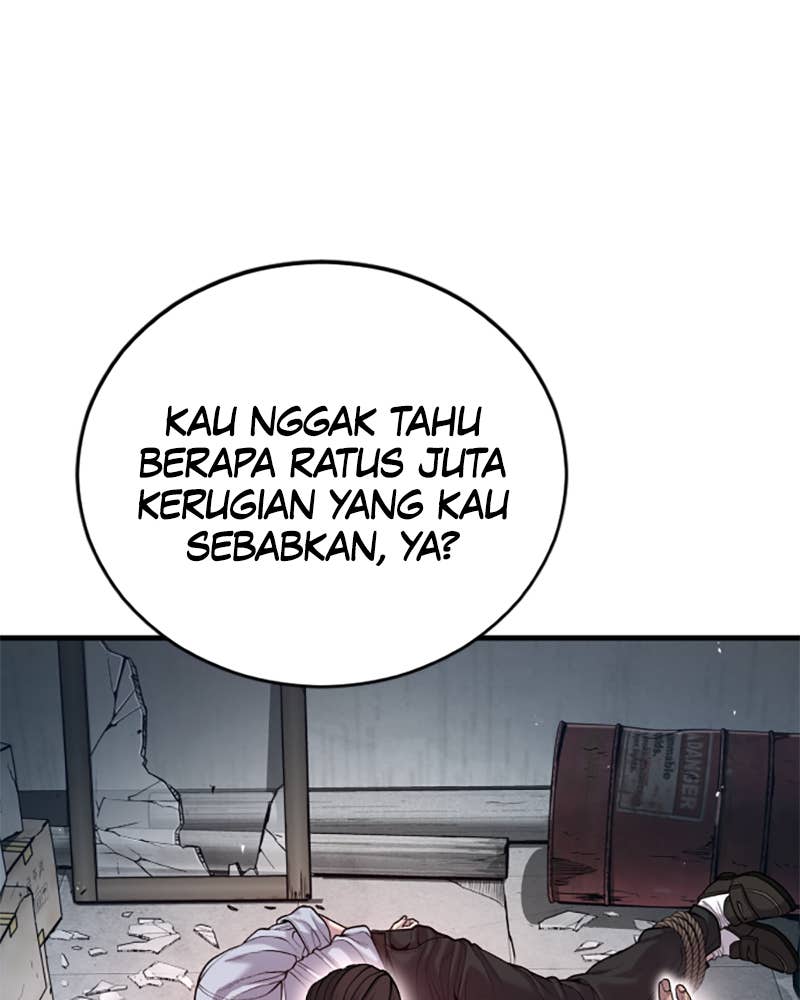 KAU NGGAK TAHU
BERAPA RATUS JUTA
KERUGIAN YANG KAU
SEBABKAN, YA?
DANGER